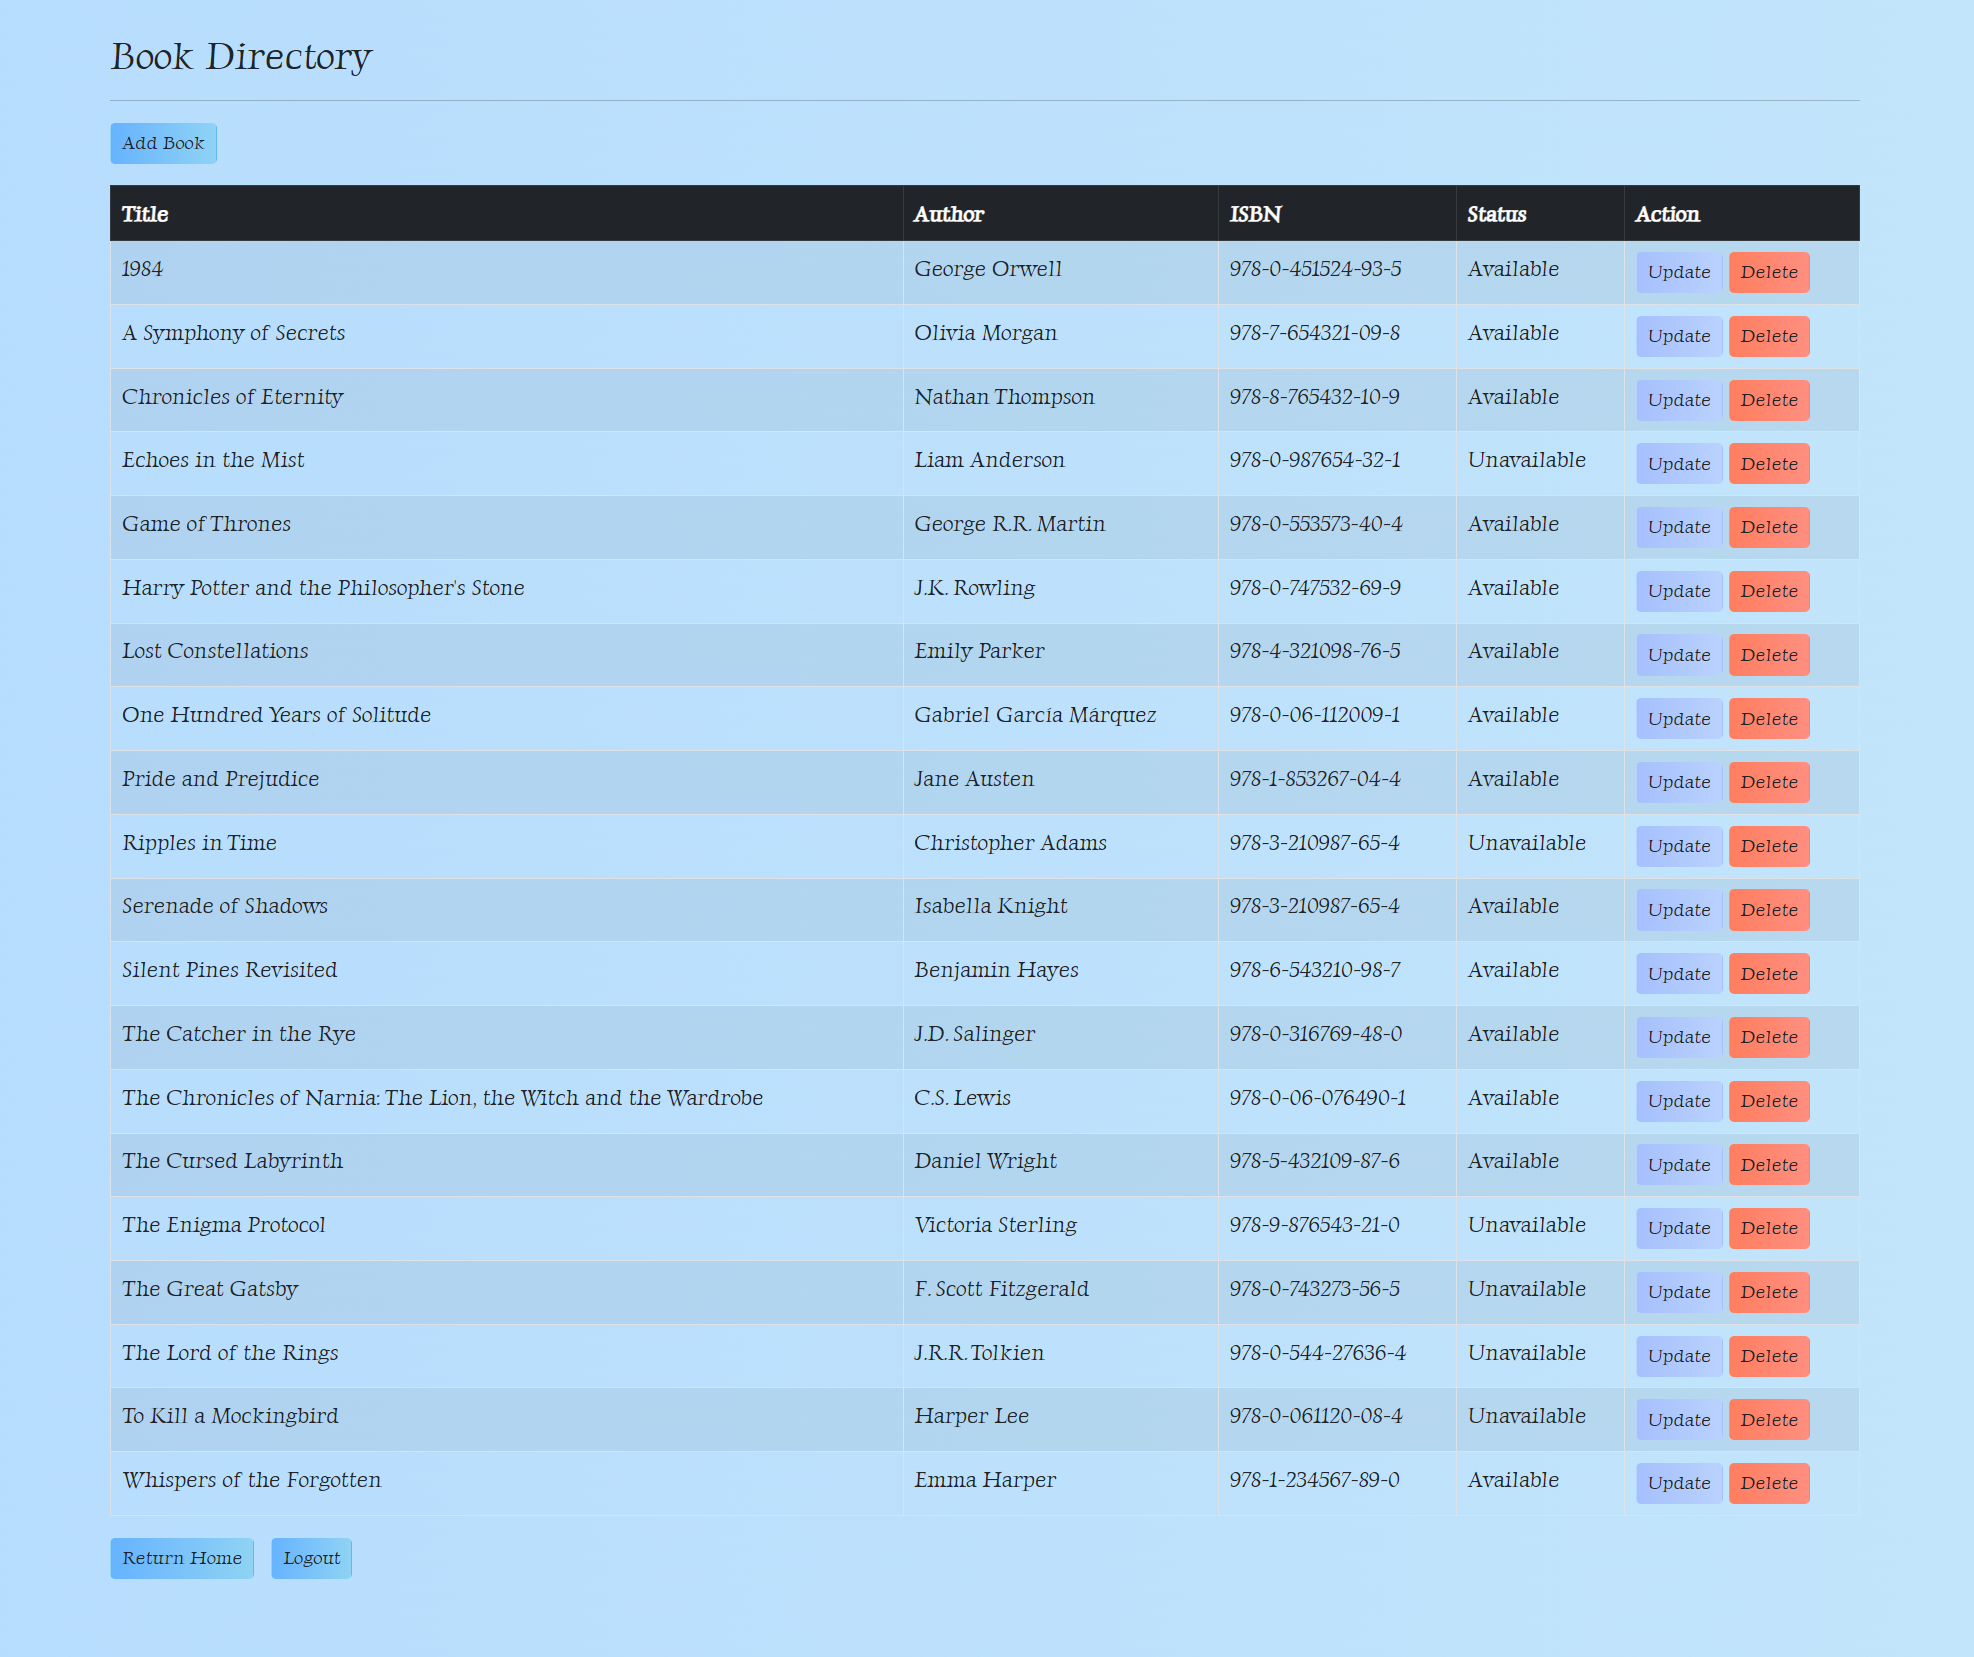 Book Directory
Add Book
Title Author ISBN Status Action
1984 George Orwell 978-0-451524-93-5 Available Update Delete
A Symphony of Secrets Olivia Morgan 978-7-654321-09-8 Available Update Delete
Chronicles of Eternity Nathan Thompson 978-8-765432-10-9 Available Update Delete
Echoes in the Mist Liam Anderson 978-0-987654-32-1 Unavailable Update Delete
Game of Thrones George R.R. Martin 978-0-553573-40-4 Available Update Delete
Harry Potter and the Philosopher's Stone J.K. Rowling 978-0-747532-69-9 Available Update Delete
Lost Constellations Emily Parker 978-4-321098-76-5 Available Update Delete
One Hundred Years of Solitude Gabriel García Márquez 978-0-06-112009-1 Available Update Delete
Pride and Prejudice Jane Austen 978-1-853267-04-4 Available Update Delete
Ripples in Time Christopher Adams 978-3-210987-65-4 Unavailable Update Delete
Serenade of Shadows Isabella Knight 978-3-210987-65-4 Available Update Delete
Silent Pines Revisited Benjamin Hayes 978-6-543210-98-7 Available Update Delete
The Catcher in the Rye J.D. Salinger 978-0-316769-48-0 Available Update Delete
The Chronicles of Narnia: The Lion, the Witch and the Wardrobe C.S. Lewis 978-0-06-076490-1 Available Update Delete
The Cursed Labyrinth Daniel Wright 978-5-432109-87-6 Available Update Delete
The Enigma Protocol Victoria Sterling 978-9-876543-21-0 Unavailable Update Delete
The Great Gatsby F. Scott Fitzgerald 978-0-743273-56-5 Unavailable Update Delete
The Lord of the Rings J.R.R. Tolkien 978-0-544-27636-4 Unavailable Update Delete
To Kill a Mockingbird Harper Lee 978-0-061120-08-4 Unavailable Update Delete
Whispers of the Forgotten Emma Harper 978-1-234567-89-0 Available Update Delete
Return Home Logout